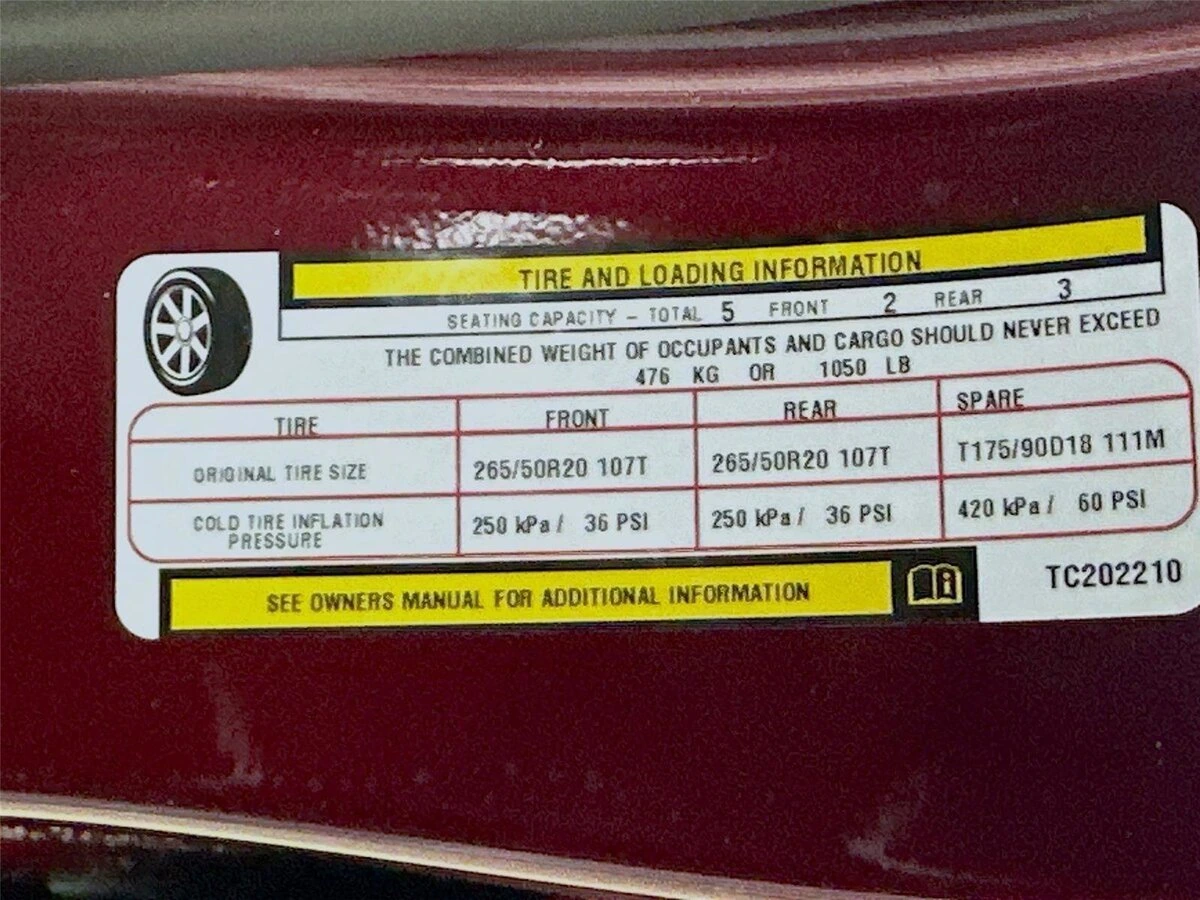 TIRE AND LOADING INFORMATION
SEATING CAPACITY – TOTAL 5 FRONT 2 REAR 3
THE COMBINED WEIGHT OF OCCUPANTS AND CARGO SHOULD NEVER EXCEED
476 KG OR 1050 LB
TIRE FRONT REAR SPARE
ORIGINAL TIRE SIZE 265/50R20 107T 265/50R20 107T T175/90D18 111M
COLD TIRE INFLATION
PRESSURE 250 kPa / 36 PSI 250 kPa / 36 PSI 420 kPa / 60 PSI
SEE OWNERS MANUAL FOR ADDITIONAL INFORMATION
TC202210